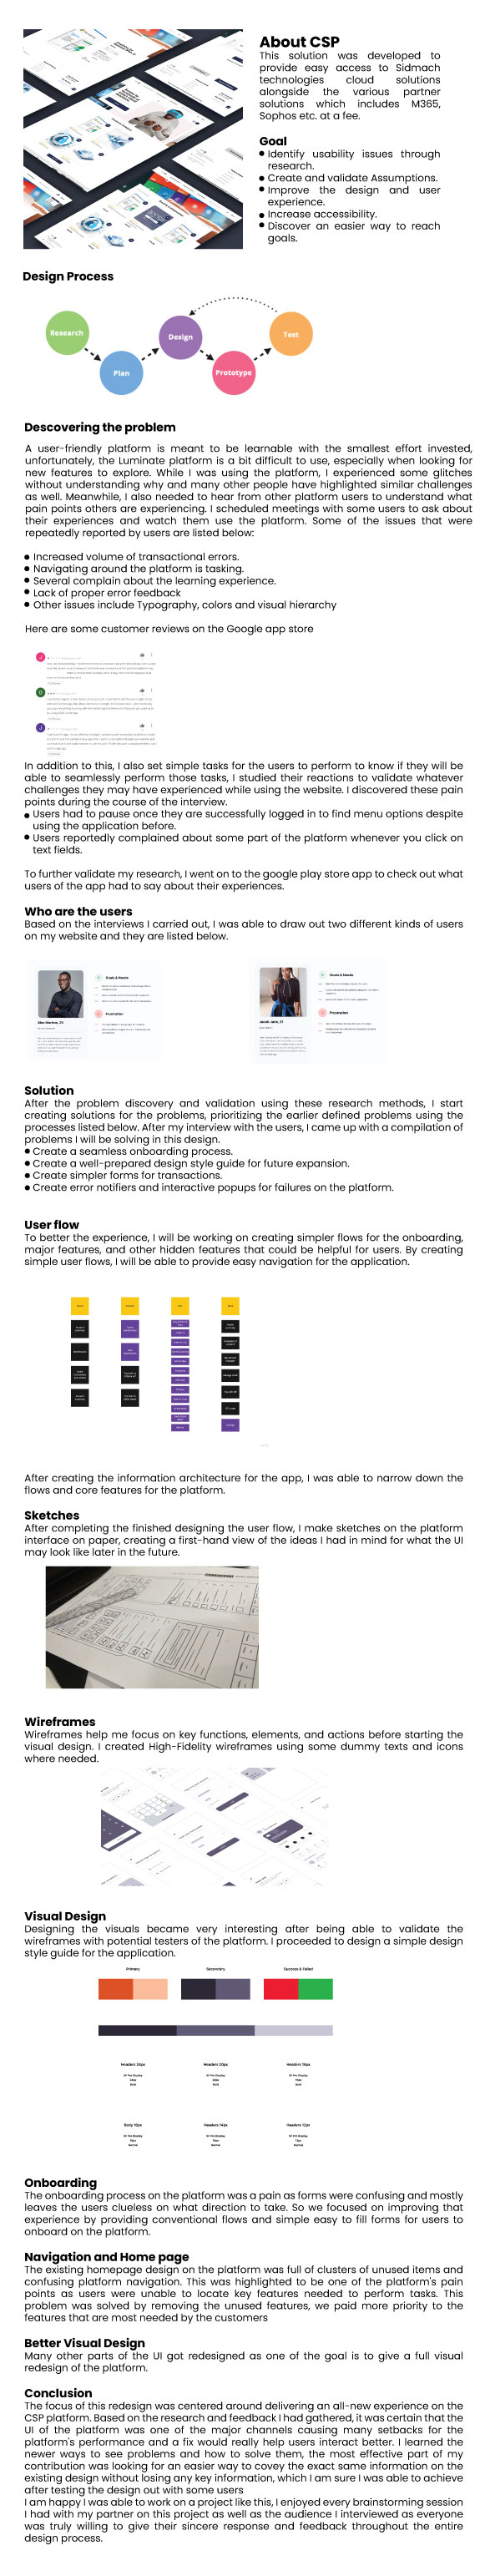 About CSP
This solution was developed to
provide easy access to Sidmach
technologies cloud solutions
alongside the various partner
solutions which includes M365,
Sophos etc. at a fee.
Goal
● Identify usability issues through
research.
● Create and validate Assumptions.
● Improve the design and user
experience.
● Increase accessibility.
● Discover an easier way to reach
goals.
Design Process
Research
Plan
Design
Prototype
Test
Descovering the problem
A user-friendly platform is meant to be learnable with the smallest effort invested,
unfortunately, the Luminate platform is a bit difficult to use, especially when looking for
new features to explore. While I was using the platform, I experienced some glitches
without understanding why and many other people have highlighted similar challenges
as well. Meanwhile, I also needed to hear from other platform users to understand what
pain points others are experiencing. I scheduled meetings with some users to ask about
their experiences and watch them use the platform. Some of the issues that were
repeatedly reported by users are listed below:
● Increased volume of transactional errors.
● Navigating around the platform is tasking.
● Several complain about the learning experience.
● Lack of proper error feedback
● Other issues include Typography, colors and visual hierarchy
Here are some customer reviews on the Google app store
In addition to this, I also set simple tasks for the users to perform to know if they will be
able to seamlessly perform those tasks, I studied their reactions to validate whatever
challenges they may have experienced while using the website. I discovered these pain
points during the course of the interview.
● Users had to pause once they are successfully logged in to find menu options despite
using the application before.
● Users reportedly complained about some part of the platform whenever you click on
text fields.
To further validate my research, I went on to the google play store app to check out what
users of the app had to say about their experiences.
Who are the users
Based on the interviews I carried out, I was able to draw out two different kinds of users
on my website and they are listed below.
Goals & Needs
Frustration
Goals & Needs
Frustration
Solution
After the problem discovery and validation using these research methods, I start
creating solutions for the problems, prioritizing the earlier defined problems using the
processes listed below. After my interview with the users, I came up with a compilation of
problems I will be solving in this design.
● Create a seamless onboarding process.
● Create a well-prepared design style guide for future expansion.
● Create simpler forms for transactions.
● Create error notifiers and interactive popups for failures on the platform.
User flow
To better the experience, I will be working on creating simpler flows for the onboarding,
major features, and other hidden features that could be helpful for users. By creating
simple user flows, I will be able to provide easy navigation for the application.
After creating the information architecture for the app, I was able to narrow down the
flows and core features for the platform.
Sketches
After completing the finished designing the user flow, I make sketches on the platform
interface on paper, creating a first-hand view of the ideas I had in mind for what the UI
may look like later in the future.
Wireframes
Wireframes help me focus on key functions, elements, and actions before starting the
visual design. I created High-Fidelity wireframes using some dummy texts and icons
where needed.
Visual Design
Designing the visuals became very interesting after being able to validate the
wireframes with potential testers of the platform. I proceeded to design a simple design
style guide for the application.
Primary
Secondary
Success & Failed
Onboarding
The onboarding process on the platform was a pain as forms were confusing and mostly
leaves the users clueless on what direction to take. So we focused on improving that
experience by providing conventional flows and simple easy to fill forms for users to
onboard on the platform.
Navigation and Home page
The existing homepage design on the platform was full of clusters of unused items and
confusing platform navigation. This was highlighted to be one of the platform's pain
points as users were unable to locate key features needed to perform tasks. This
problem was solved by removing the unused features, we paid more priority to the
features that are most needed by the customers
Better Visual Design
Many other parts of the UI got redesigned as one of the goal is to give a full visual
redesign of the platform.
Conclusion
The focus of this redesign was centered around delivering an all-new experience on the
CSP platform. Based on the research and feedback I had gathered, it was certain that the
UI of the platform was one of the major channels causing many setbacks for the
platform's performance and a fix would really help users interact better. I learned the
newer ways to see problems and how to solve them, the most effective part of my
contribution was looking for an easier way to covey the exact same information on the
existing design without losing any key information, which I am sure I was able to achieve
after testing the design out with some users
I am happy I was able to work on a project like this, I enjoyed every brainstorming session
I had with my partner on this project as well as the audience I interviewed as everyone
was truly willing to give their sincere response and feedback throughout the entire
design process.